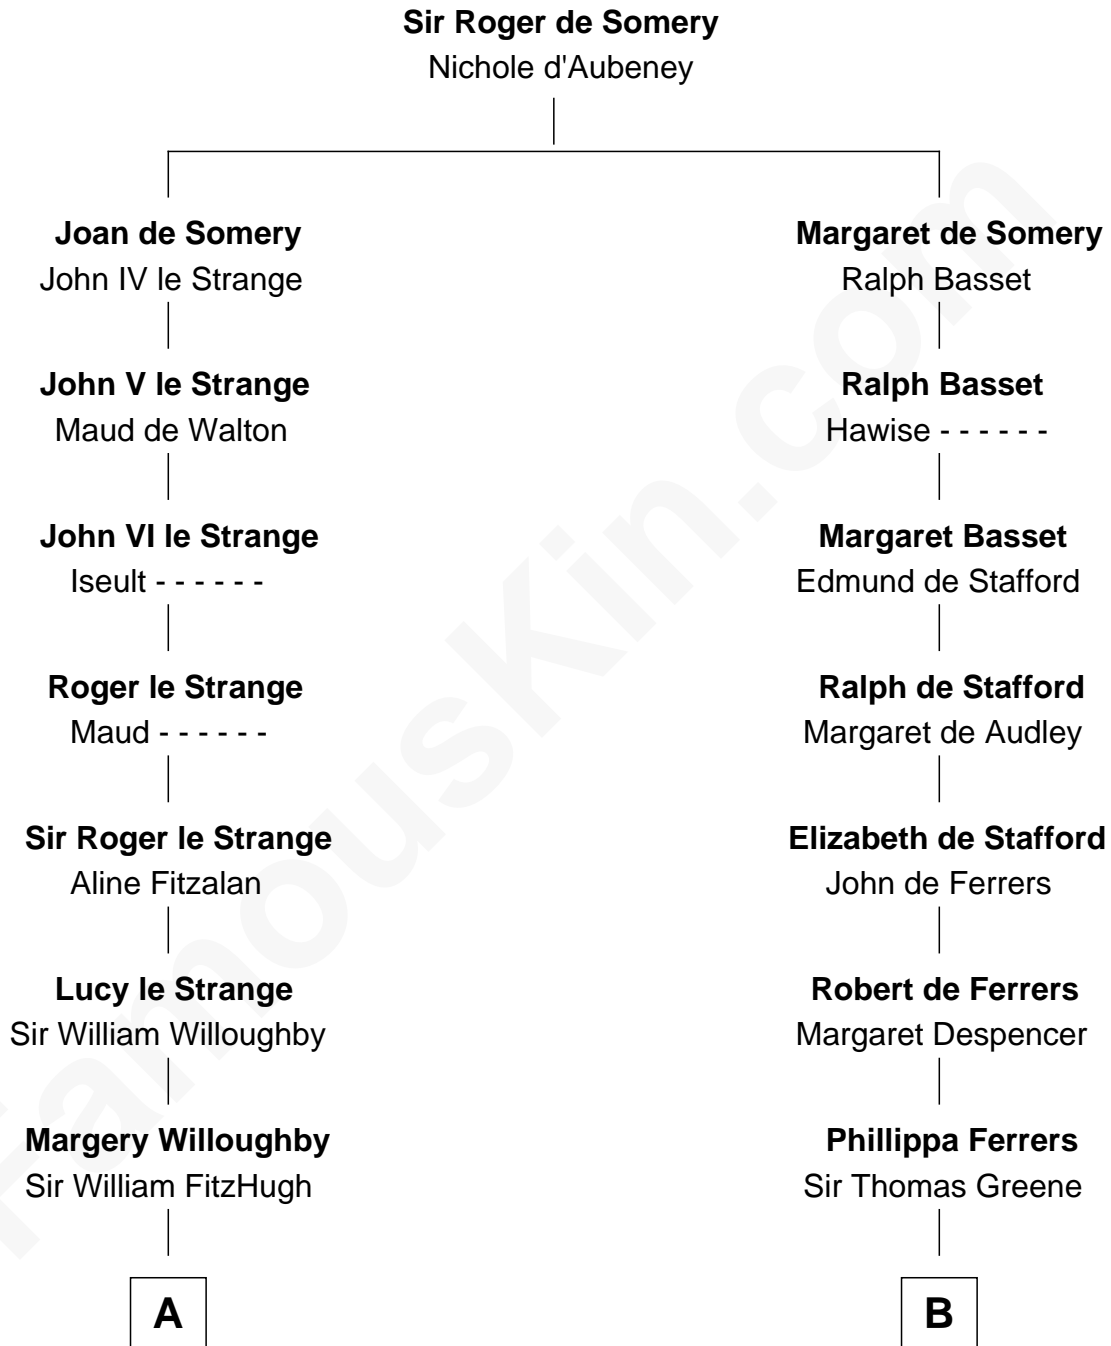 Sir Roger de Somery
Nichole d'Aubeney
Joan de Somery
John IV le Strange
Margaret de Somery
Ralph Basset
John V le Strange
Maud de Walton
Ralph Basset
Hawise - - - - - -
John VI le Strange
Iseult - - - - - -
Margaret Basset
Edmund de Stafford
Roger le Strange
Maud - - - - - -
Ralph de Stafford
Margaret de Audley
Sir Roger le Strange
Aline Fitzalan
Elizabeth de Stafford
John de Ferrers
Lucy le Strange
Sir William Willoughby
Robert de Ferrers
Margaret Despencer
Margery Willoughby
Sir William FitzHugh
Phillippa Ferrers
Sir Thomas Greene
A
B
FamousKin.com